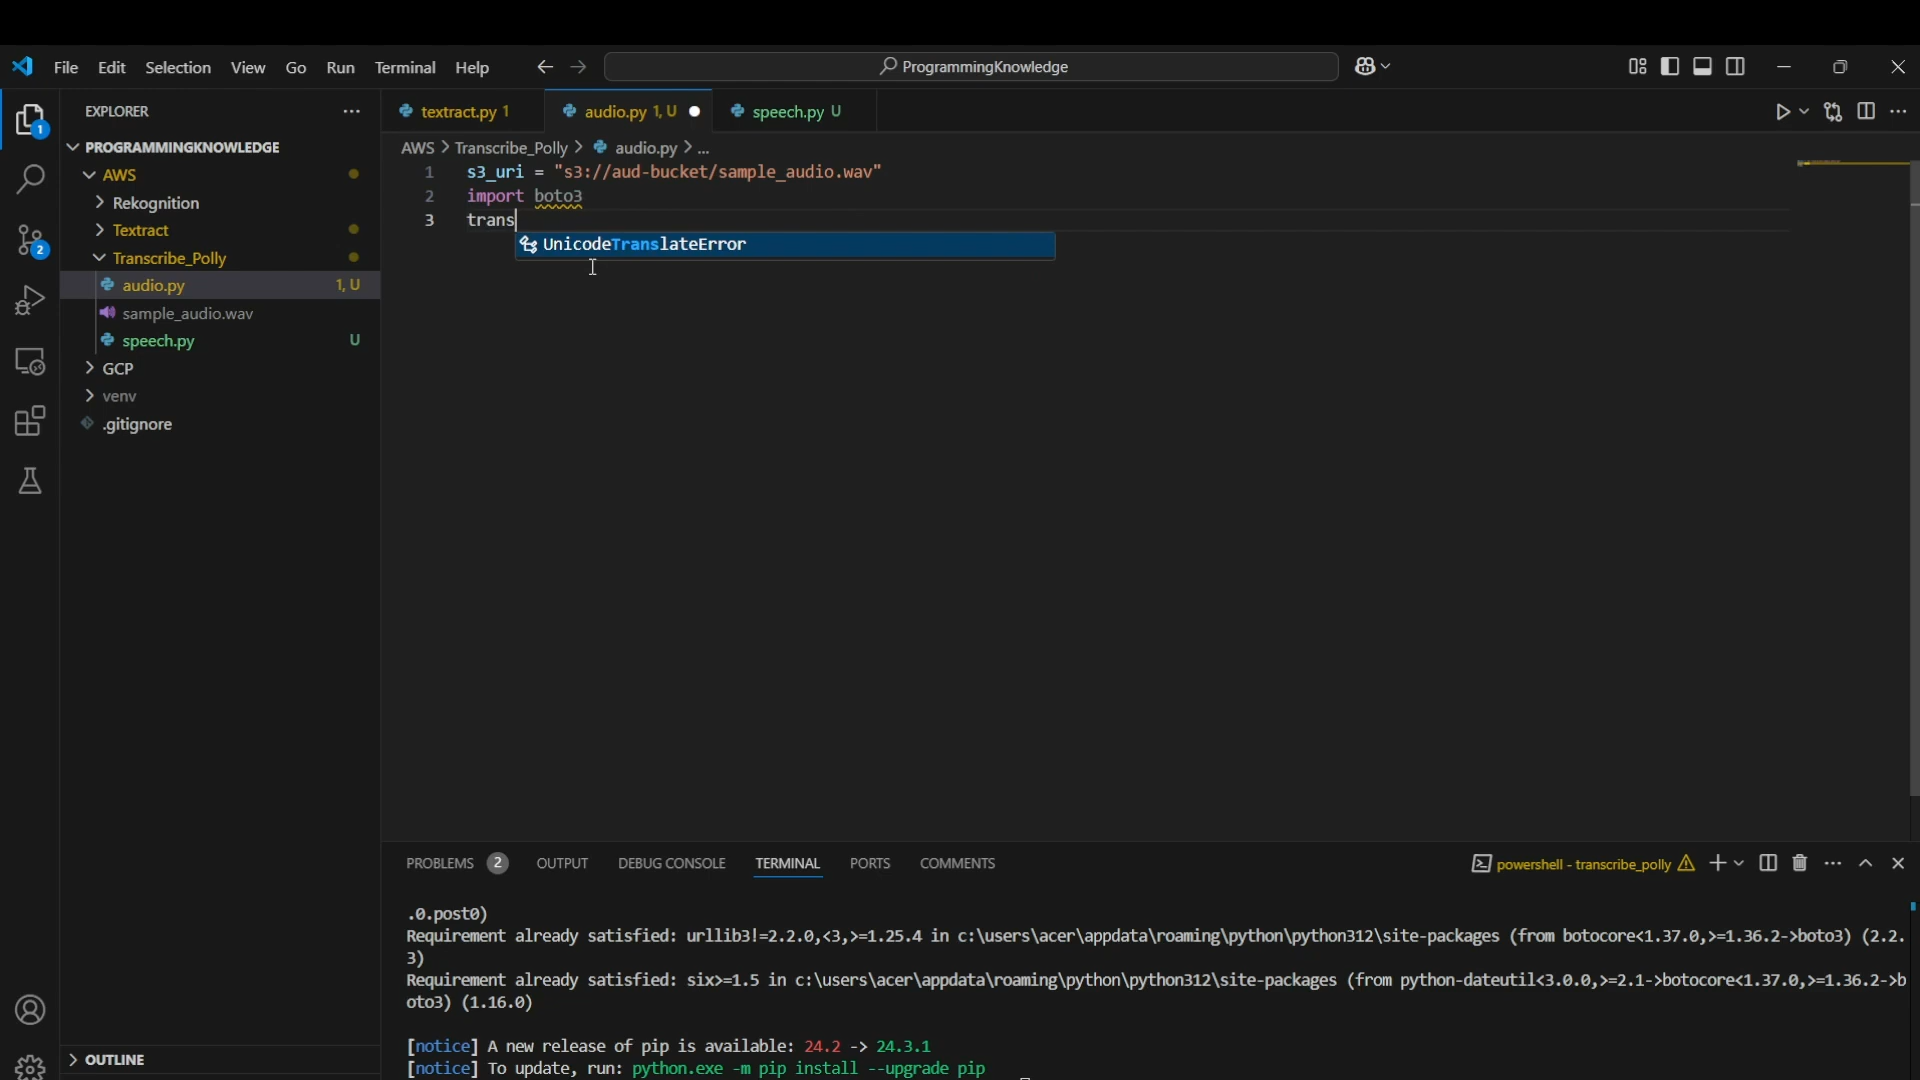 File Edit Selection View Go Run Terminal Help ProgrammingKnowledge
EXPLORER
textract.py 1
audio.py 1, U
speech.py U
PROGRAMMINGKNOWLEDGE
AWS > Transcribe_Polly > audio.py > ...
AWS
Rekognition
Textract
Transcribe_Polly
audio.py 1, U
sample_audio.wav
speech.py U
GCP
venv
.gitignore
1
2
OUTLINE
1 s3_uri = "s3://aud-bucket/sample_audio.wav"
2 import boto3
3 trans
UnicodeTranslateError
PROBLEMS 2 OUTPUT DEBUG CONSOLE TERMINAL PORTS COMMENTS powershell - transcribe_polly
.0.post0)
Requirement already satisfied: urllib3!=2.2.0,<3,>=1.25.4 in c:\users\acer\appdata\roaming\python\python312\site-packages (from botocore<1.37.0,>=1.36.2->boto3) (2.2.
3)
Requirement already satisfied: six>=1.5 in c:\users\acer\appdata\roaming\python\python312\site-packages (from python-dateutil<3.0.0,>=2.1->botocore<1.37.0,>=1.36.2->b
oto3) (1.16.0)
[notice] A new release of pip is available: 24.2 -> 24.3.1
[notice] To update, run: python.exe -m pip install --upgrade pip